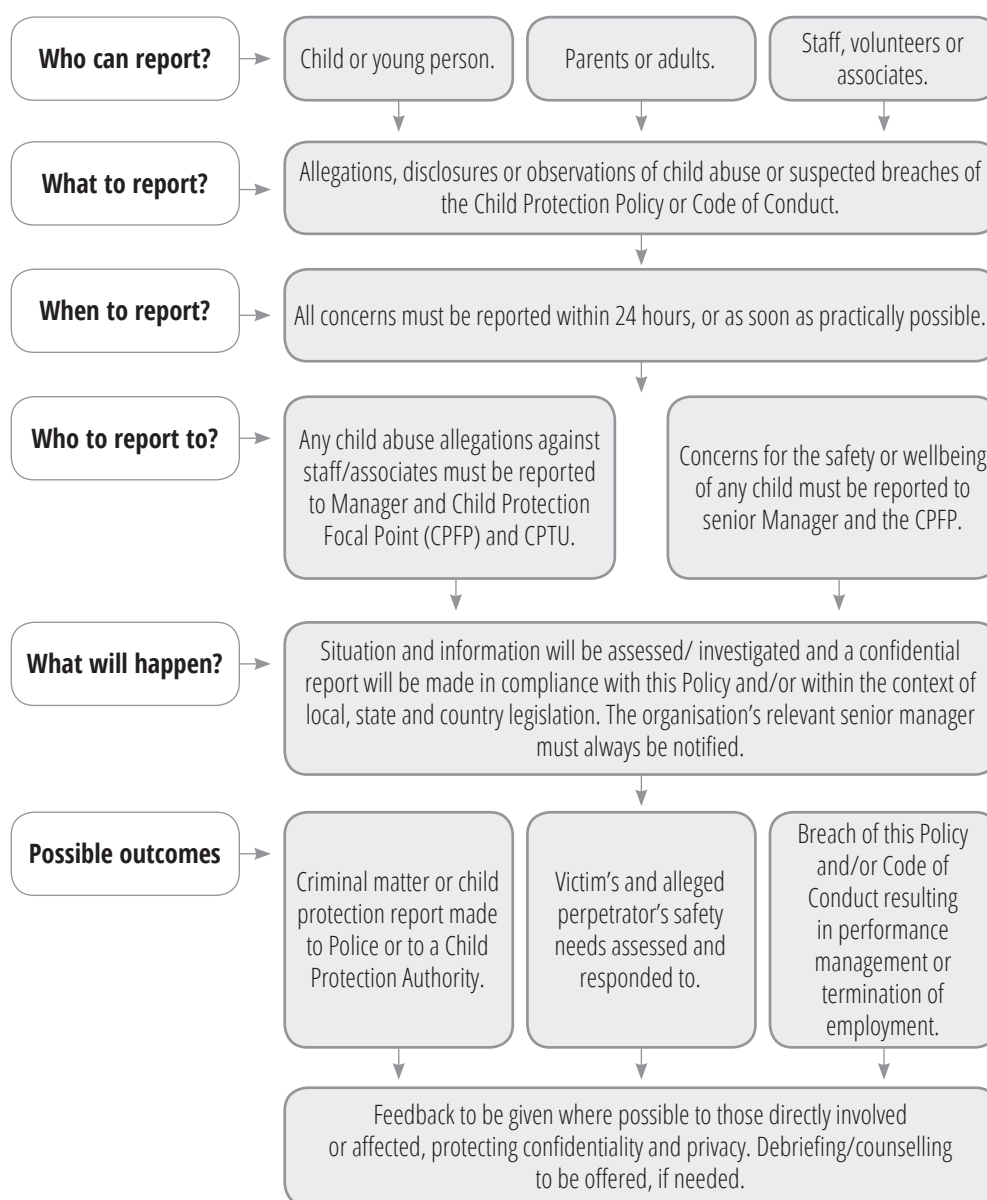 Who can report?
Child or young person.
Parents or adults.
Staff, volunteers or
associates.
What to report?
Allegations, disclosures or observations of child abuse or suspected breaches of
the Child Protection Policy or Code of Conduct.
When to report?
All concerns must be reported within 24 hours, or as soon as practically possible.
Who to report to?
Any child abuse allegations against
staff/associates must be reported
to Manager and Child Protection
Focal Point (CPFP) and CPTU.
Concerns for the safety or wellbeing
of any child must be reported to
senior Manager and the CPFP.
What will happen?
Situation and information will be assessed/ investigated and a confidential
report will be made in compliance with this Policy and/or within the context of
local, state and country legislation. The organisation's relevant senior manager
must always be notified.
Possible outcomes
Criminal matter or child
protection report made
to Police or to a Child
Protection Authority.
Victim's and alleged
perpetrator's safety
needs assessed and
responded to.
Breach of this Policy
and/or Code of
Conduct resulting
in performance
management or
termination of
employment.
Feedback to be given where possible to those directly involved
or affected, protecting confidentiality and privacy. Debriefing/counselling
to be offered, if needed.